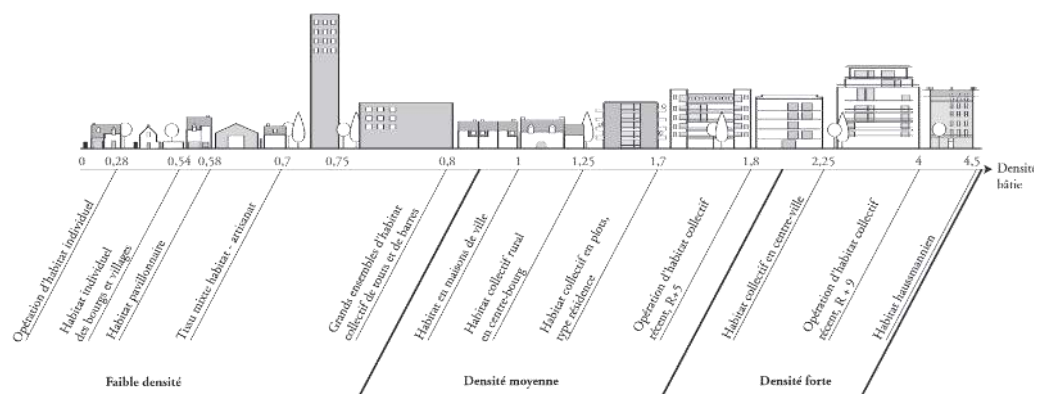 0 0,28 0,54 0,58 0,7 0,75 0,8 1 1,25 1,7 1,8 2,25 4 4,5
Densité
bâtie
Opération d'habitat individuel
Habitat individuel
des bourgs et villages
Habitat pavillonnaire
Tissu mixte habitat - artisanat
Grands ensembles d'habitat
collectif de tours et de barres
Habitat en maisons de ville
Habitat collectif rural
en centre-bourg
Habitat collectif en plots,
type résidence
Opération d'habitat collectif
récent, R+5
Habitat collectif en centre-ville
Opération d'habitat collectif
récent, R + 9
Habitat hausmannien
Faible densité
Densité moyenne
Densité forte